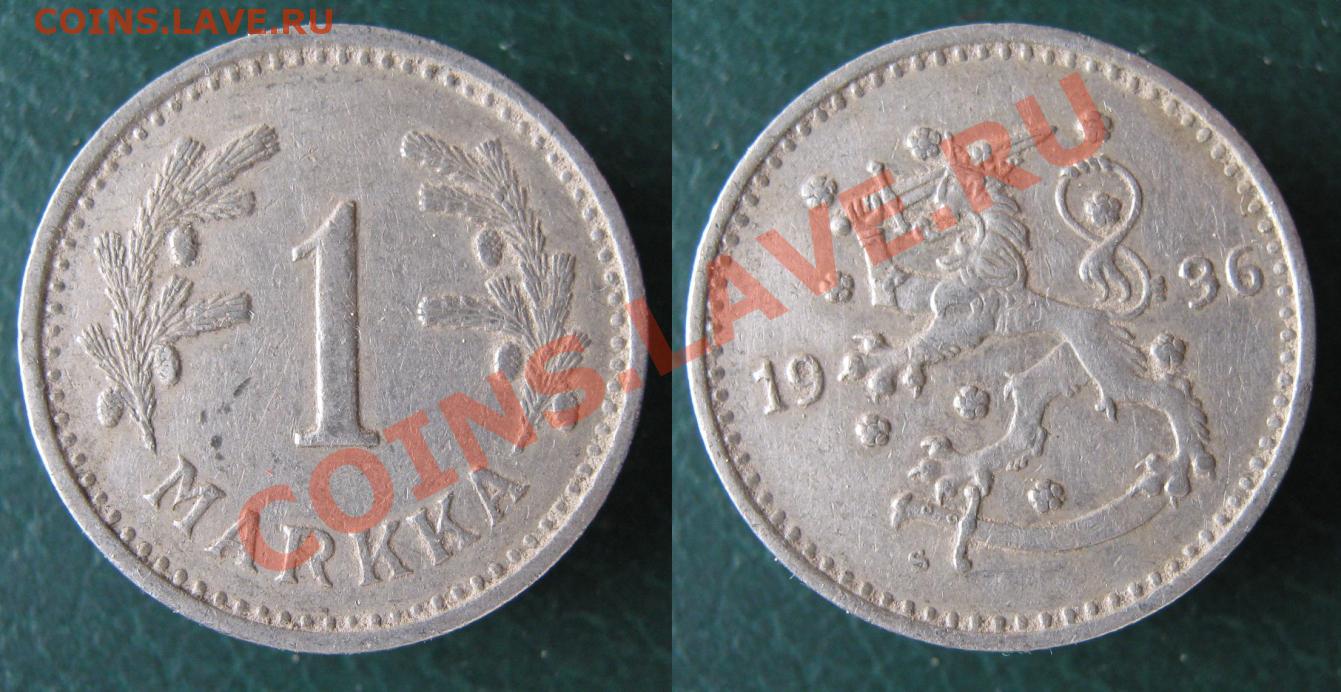 COINS.LAVE.RU
1
MARKKA
COINS.LAVE.RU
19 36
S